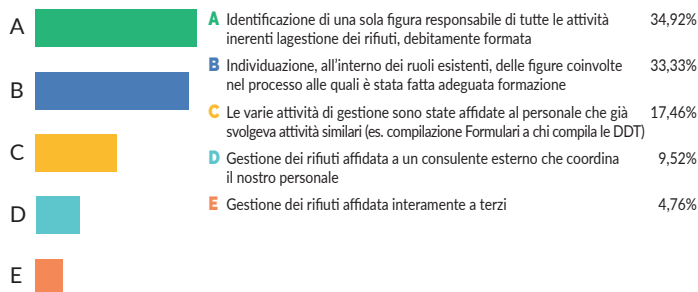 A
B
C
D
E
A Identificazione di una sola figura responsabile di tutte le attività 34,92%
inerenti lagestione dei rifiuti, debitamente formata
B Individuazione, all'interno dei ruoli esistenti, delle figure coinvolte 33,33%
nel processo alle quali è stata fatta adeguata formazione
C Le varie attività di gestione sono state affidate al personale che già 17,46%
svolgeva attività similari (es. compilazione Formulari a chi compila le DDT)
D Gestione dei rifiuti affidata a un consulente esterno che coordina 9,52%
il nostro personale
E Gestione dei rifiuti affidata interamente a terzi 4,76%